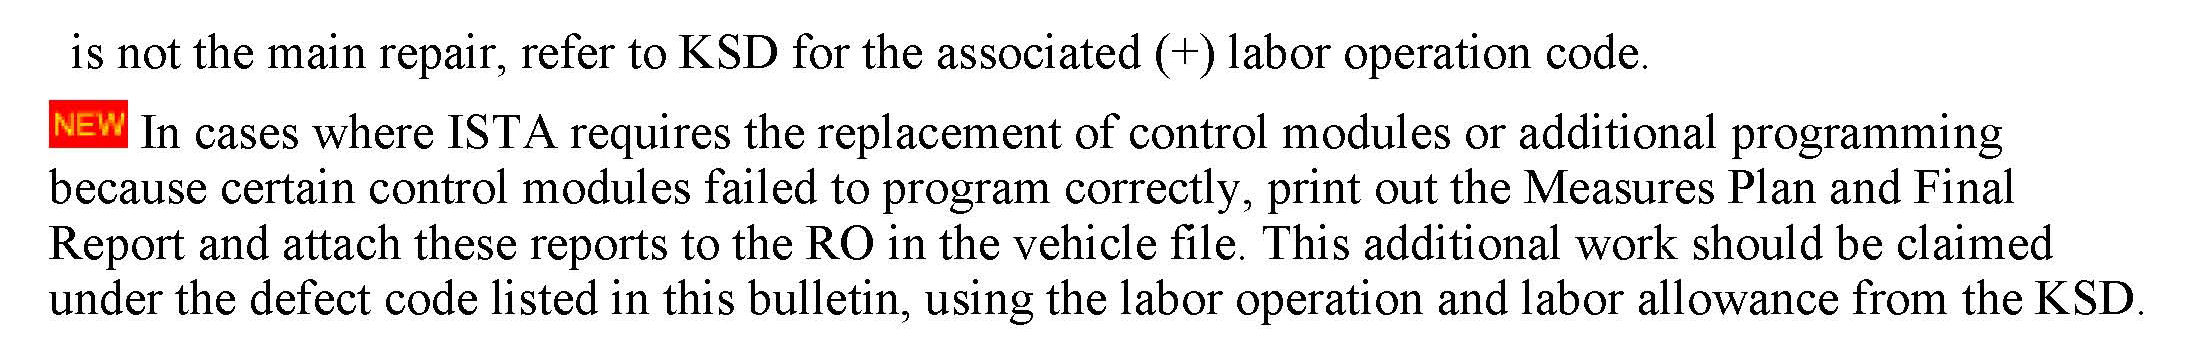 is not the main repair, refer to KSD for the associated (+) labor operation code.
NEW In cases where ISTA requires the replacement of control modules or additional programming
because certain control modules failed to program correctly, print out the Measures Plan and Final
Report and attach these reports to the RO in the vehicle file. This additional work should be claimed
under the defect code listed in this bulletin, using the labor operation and labor allowance from the KSD.